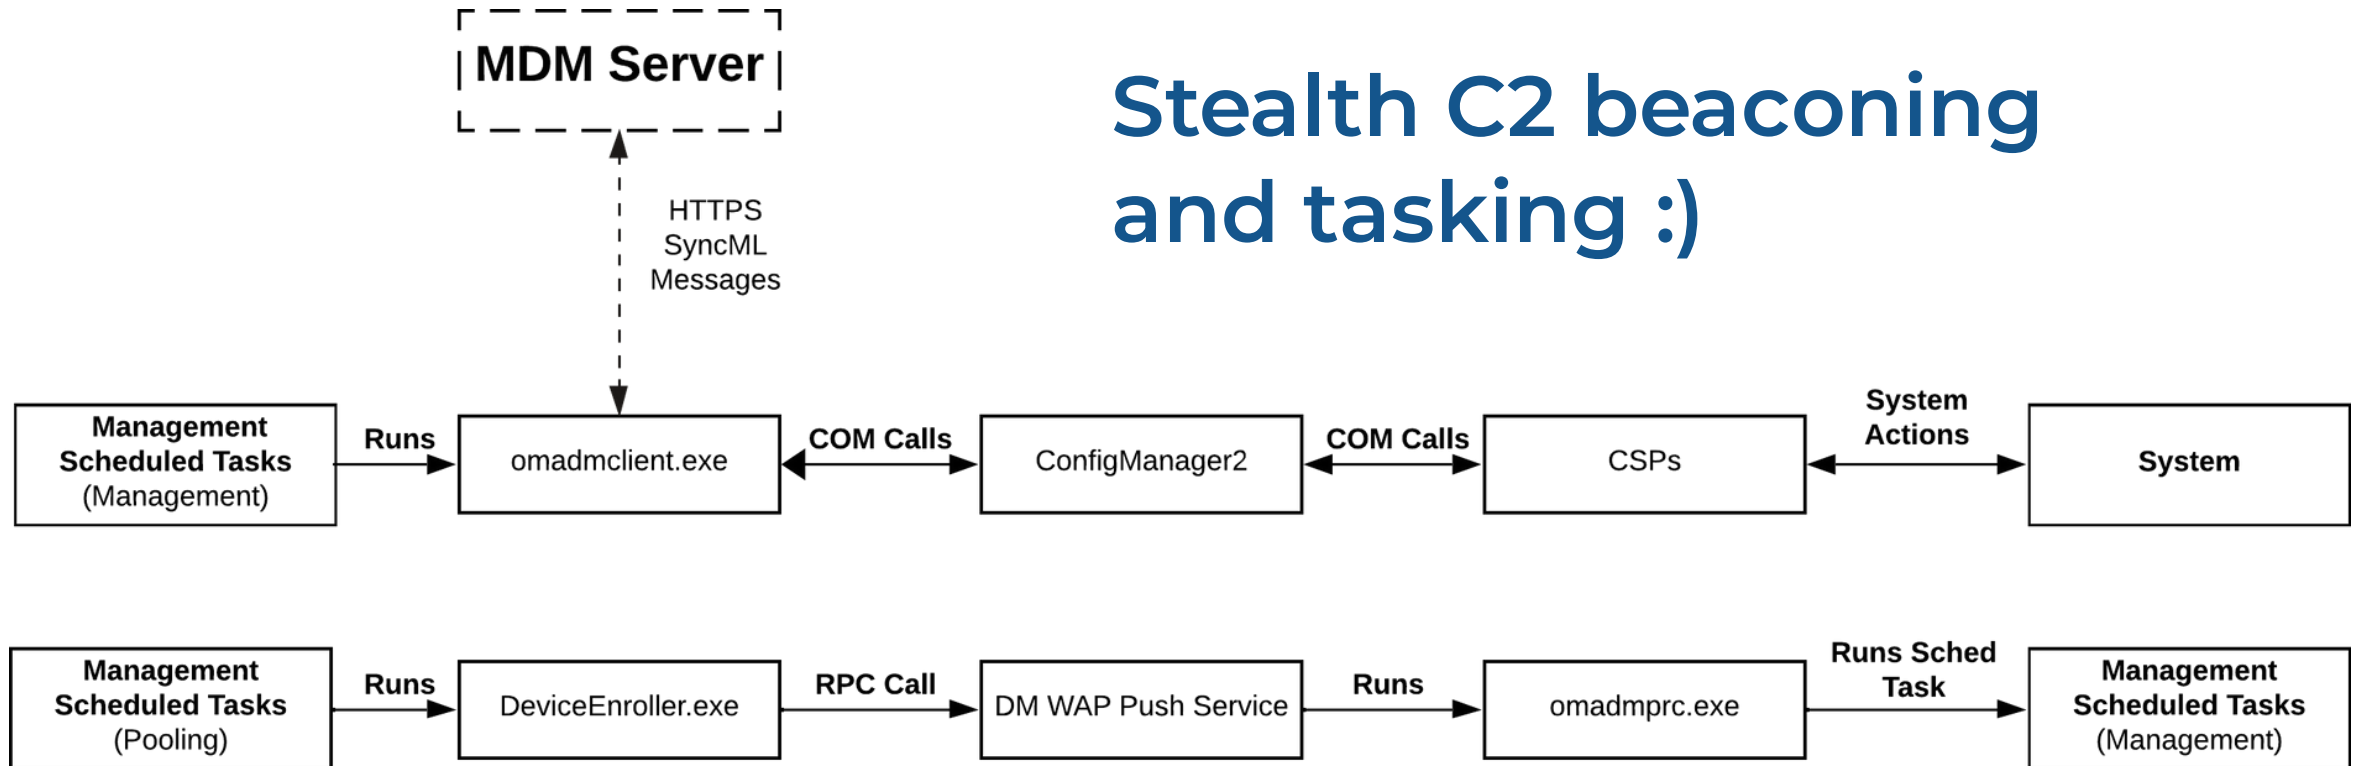 MDM Server
Stealth C2 beaconing
and tasking :)
HTTPS
SyncML
Messages
Management
Scheduled Tasks
(Management)
Runs
omadmclient.exe
COM Calls
ConfigManager2
COM Calls
CSPs
System
Actions
System
Management
Scheduled Tasks
(Pooling)
Runs
DeviceEnroller.exe
RPC Call
DM WAP Push Service
Runs
omadmprc.exe
Runs Sched
Task
Management
Scheduled Tasks
(Management)